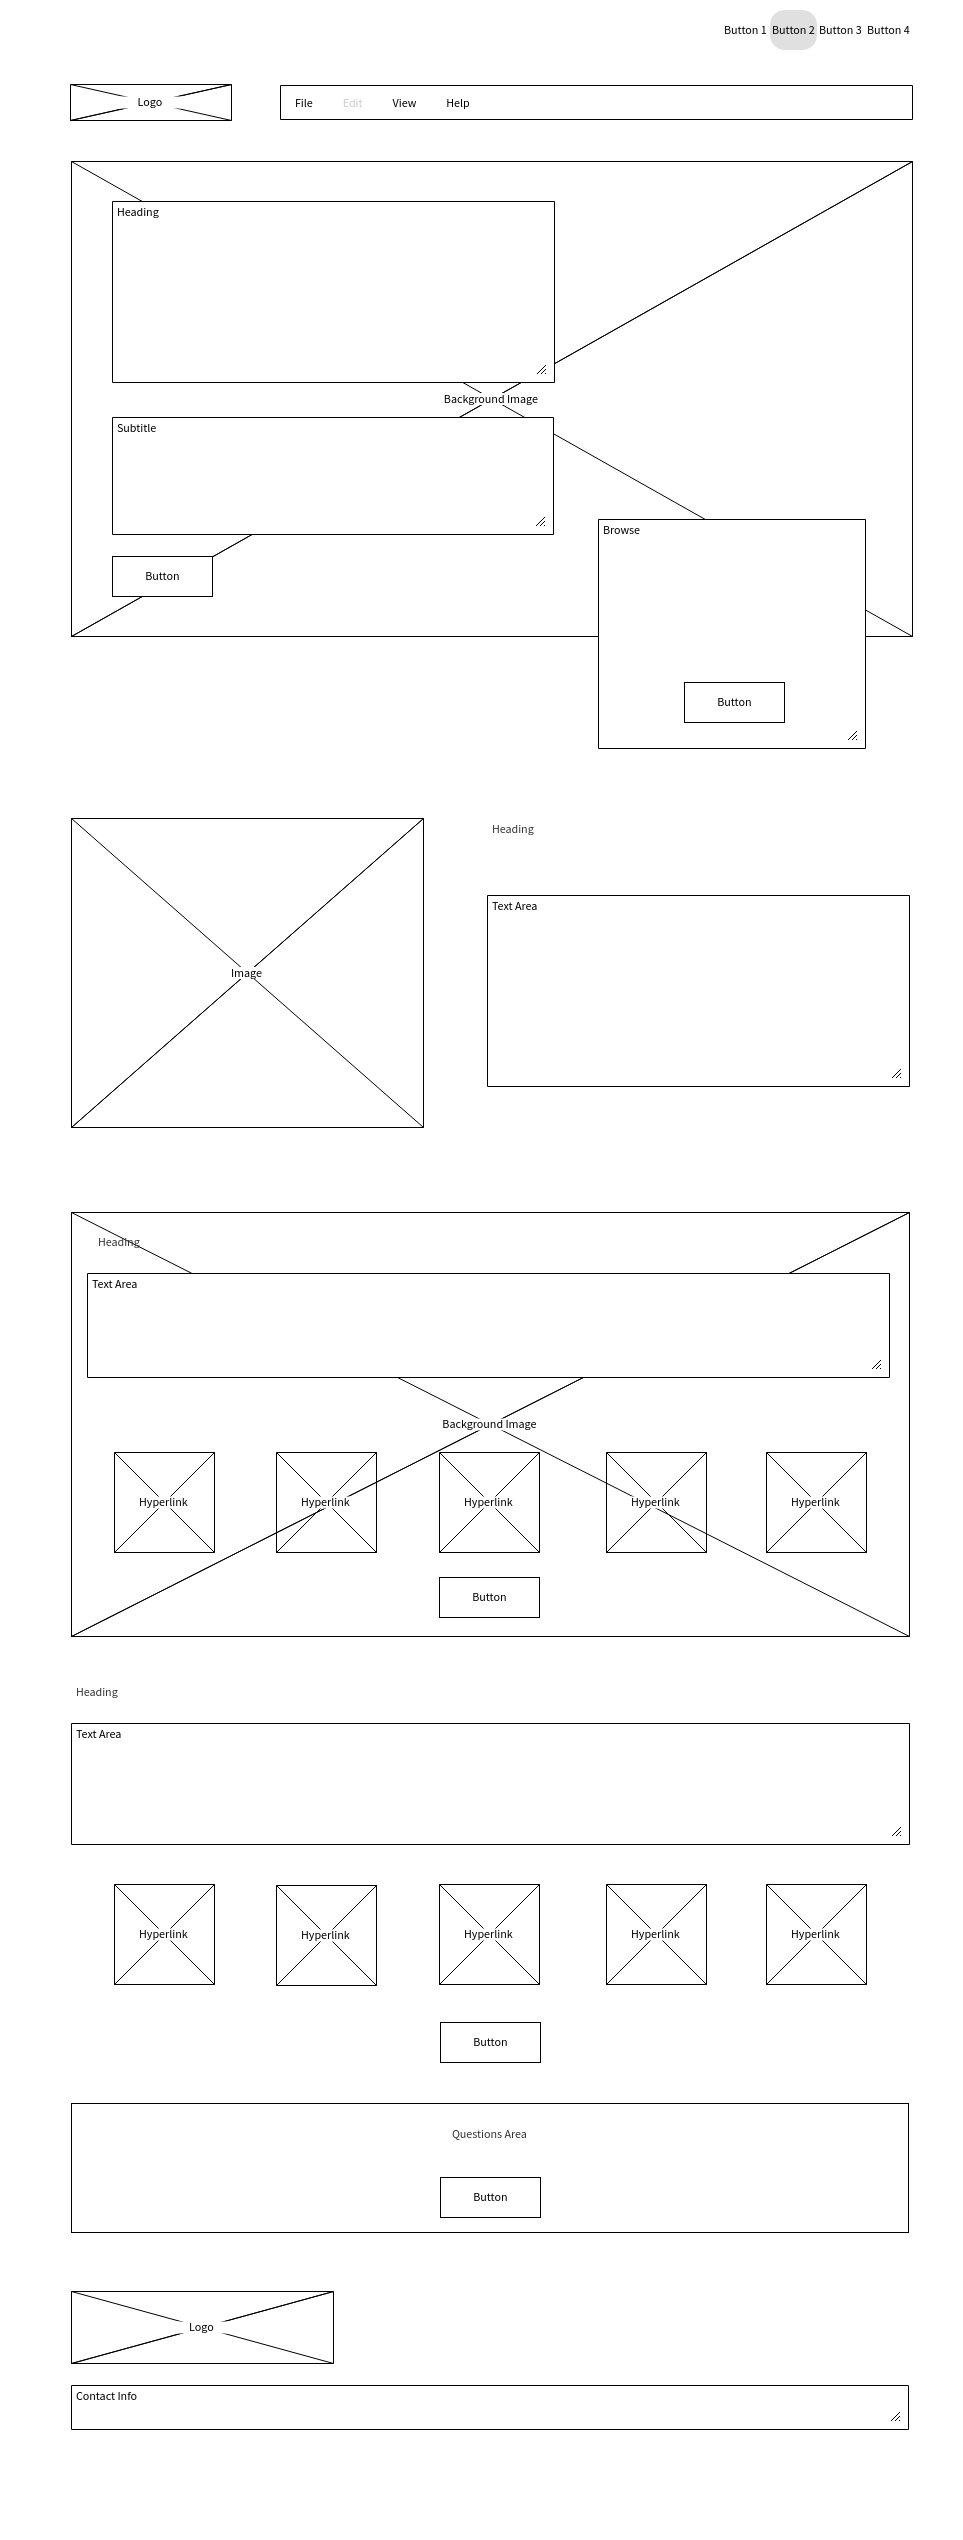 Button 1 Button 2 Button 3 Button 4
Logo
File Edit View Help
Heading
Background Image
Subtitle
Browse
Button
Button
Heading
Text Area
Image
Heading
Text Area
Background Image
Hyperlink Hyperlink Hyperlink Hyperlink Hyperlink
Button
Heading
Text Area
Hyperlink Hyperlink Hyperlink Hyperlink Hyperlink
Button
Questions Area
Button
Logo
Contact Info